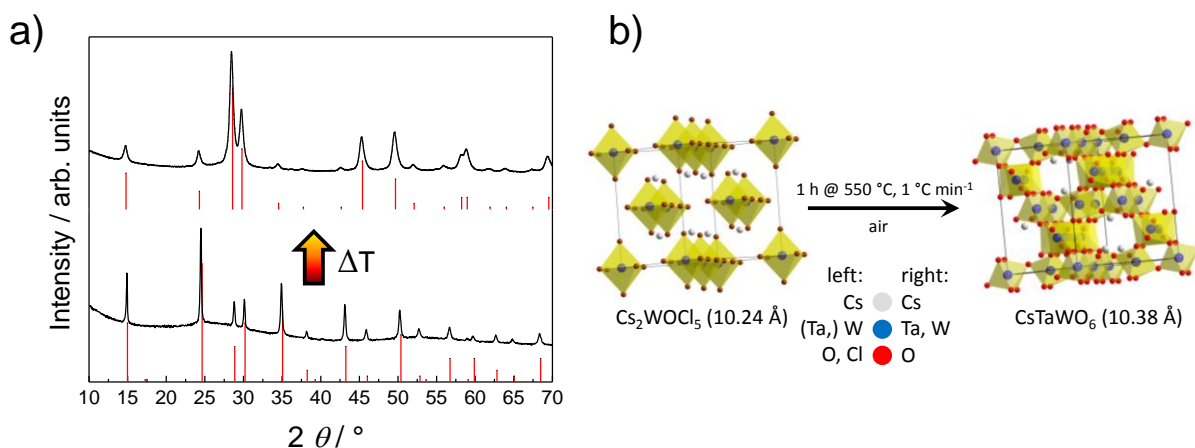 a)
Intensity / arb. units
ΔT
10 15 20 25 30 35 40 45 50 55 60 65 70
2 θ / °
b)
1 h @ 550 °C, 1 °C min⁻¹
air
left: right:
Cs Cs
(Ta,) W Ta, W
O, Cl O
Cs₂WOCl₅ (10.24 Å)
CsTaWO₆ (10.38 Å)